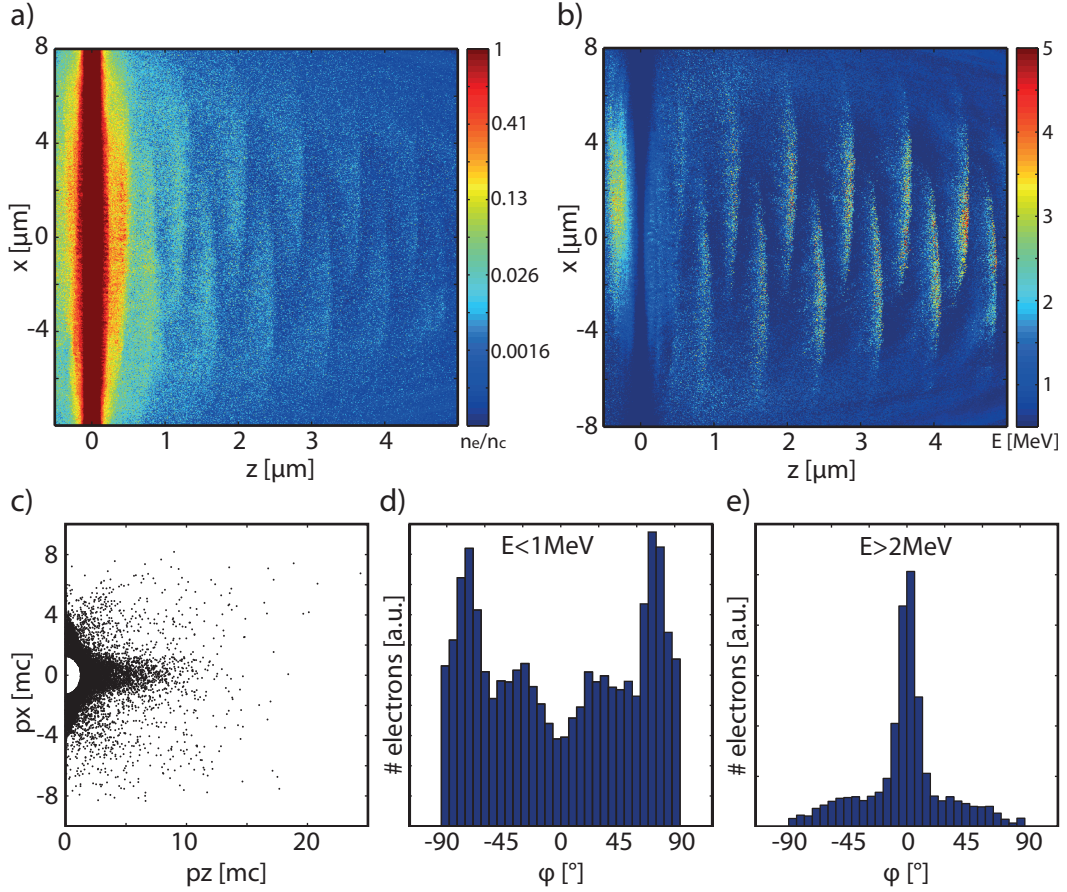 a)
8
4
0
-4
x [µm]
0
1
2
3
4
z [µm]
1
0.41
0.13
0.026
0.0016
ne/nc
b)
8
4
0
-4
-8
x [µm]
0
1
2
3
4
z [µm]
5
4
3
2
1
E [MeV]
c)
8
4
0
-4
-8
px [mc]
0
10
20
pz [mc]
d)
E<1MeV
# electrons [a.u.]
-90
-45
0
45
90
φ [°]
e)
E>2MeV
# electrons [a.u.]
-90
-45
0
45
90
φ [°]